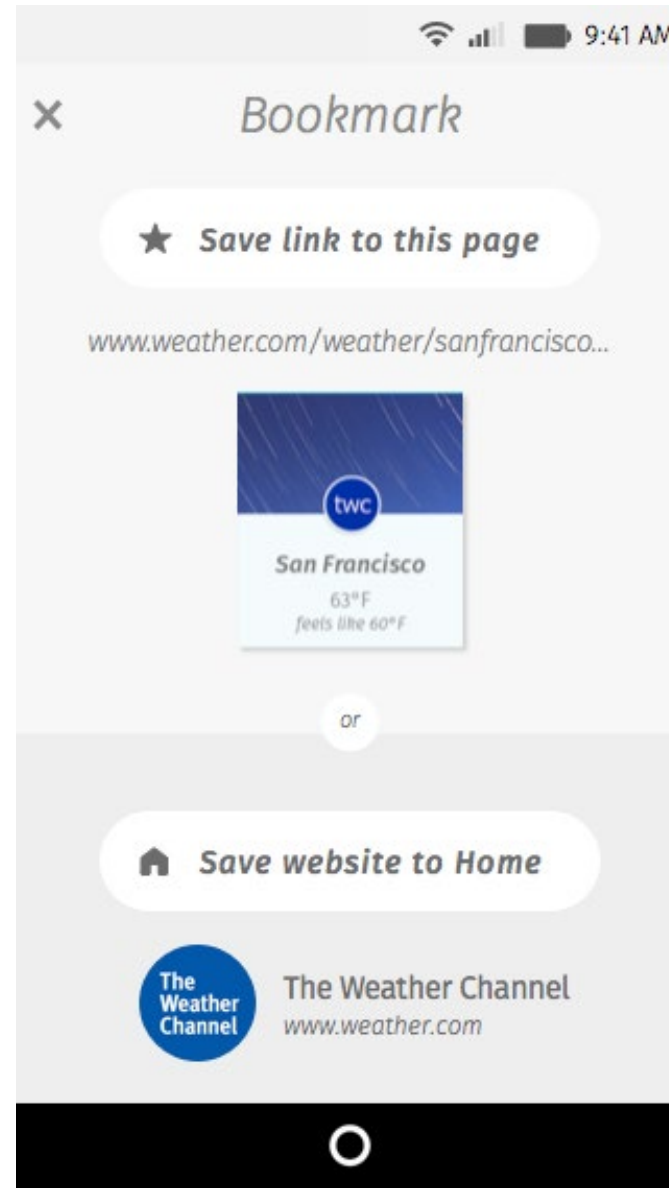 9:41 AM
Bookmark
Save link to this page
www.weather.com/weather/sanfrancisco...
twc
San Francisco
63°F
feels like 60°F
or
Save website to Home
The
Weather
Channel
The Weather Channel
www.weather.com